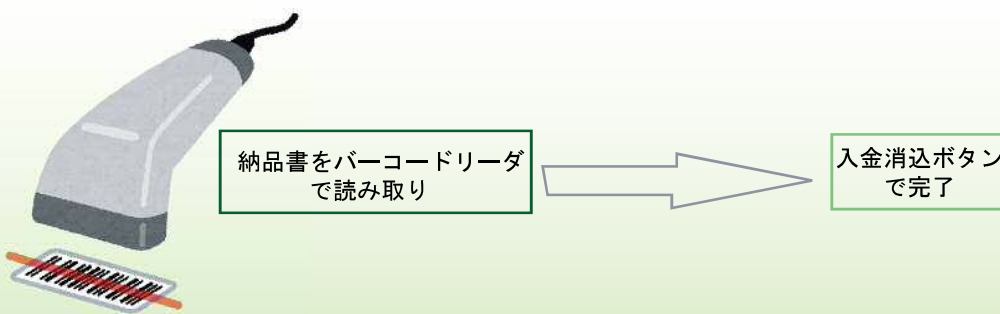 納品書をバーコードリーダ
で読み取り
入金消込ボタン
で完了